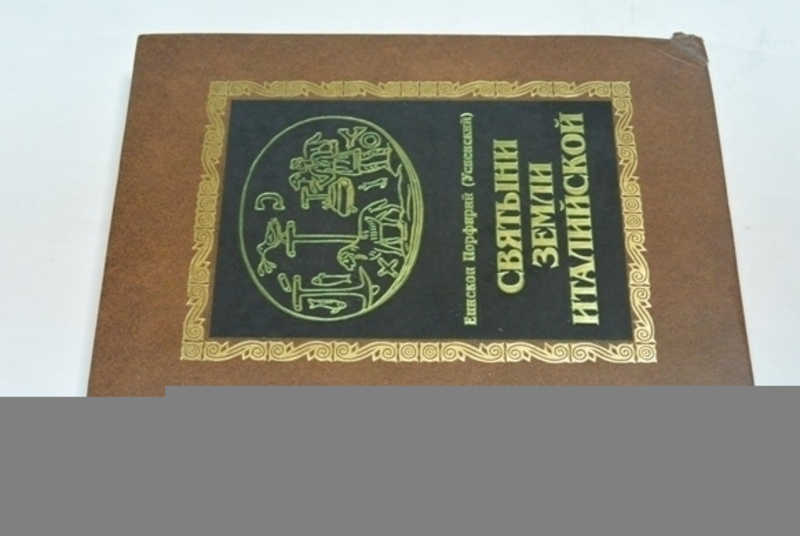 Епископ Порфирий (Успенский)
СВЯТЫНИ
ЗЕМЛИ
ИТАЛИЙСКОЙ